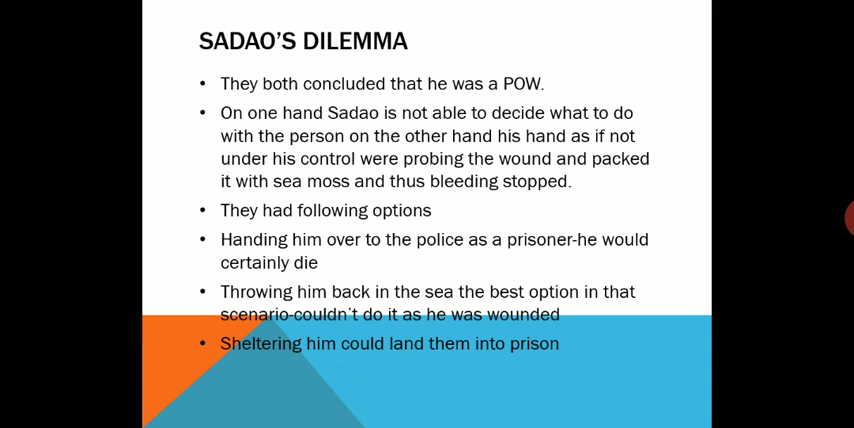 SADAO'S DILEMMA
• They both concluded that he was a POW.
• On one hand Sadao is not able to decide what to do
with the person on the other hand his hand as if not
under his control were probing the wound and packed
it with sea moss and thus bleeding stopped.
• They had following options
• Handing him over to the police as a prisoner-he would
certainly die
• Throwing him back in the sea the best option in that
scenario-couldn't do it as he was wounded
• Sheltering him could land them into prison